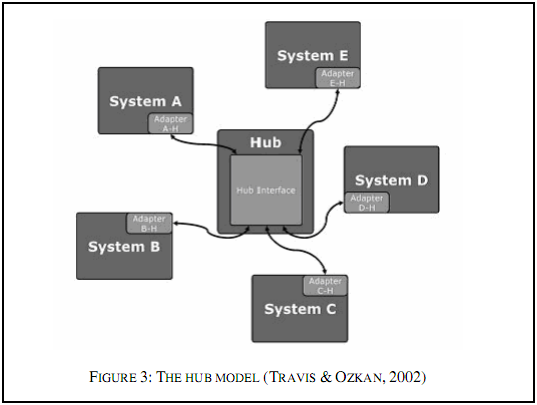 System E
Adapter
E-H
System A
Adapter
A-H
Hub
Hub Interface
System D
Adapter
D-H
Adapter
B-H
System B
Adapter
C-H
System C
FIGURE 3: THE HUB MODEL (TRAVIS & OZKAN, 2002)